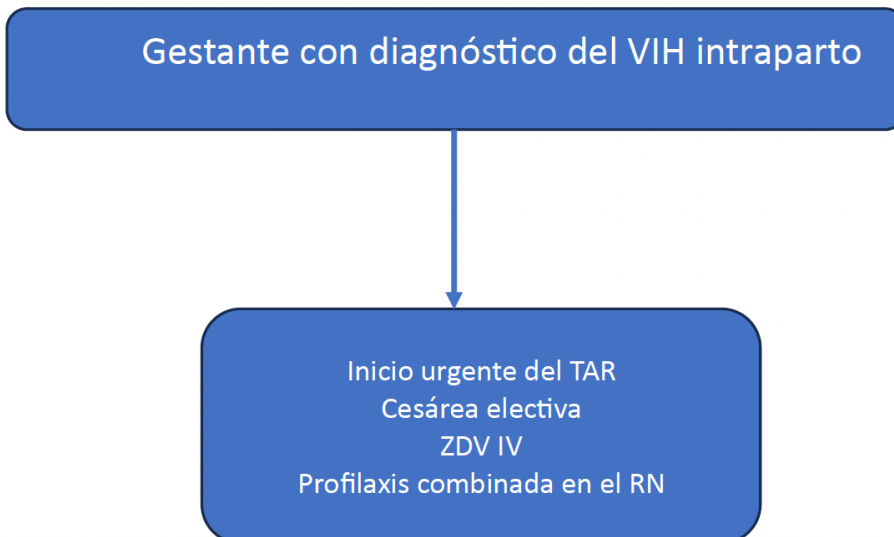 Gestante con diagnóstico del VIH intraparto
Inicio urgente del TAR
Cesárea electiva
ZDV IV
Profilaxis combinada en el RN